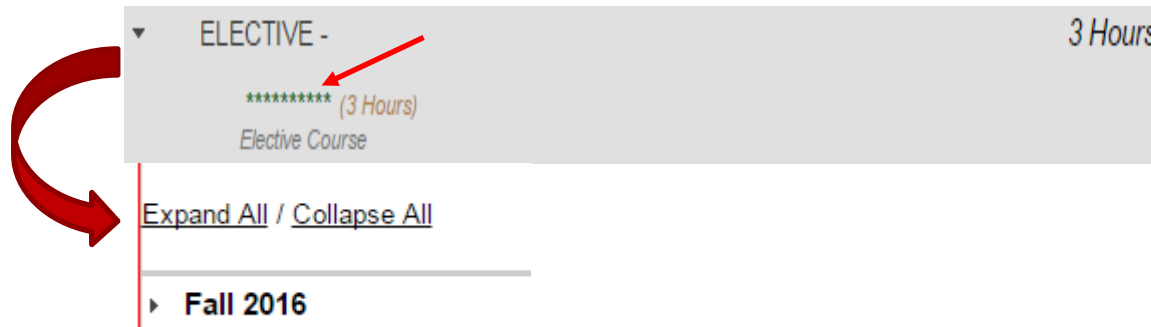 ELECTIVE - 3 Hours
********** (3 Hours)
Elective Course
Expand All / Collapse All
Fall 2016